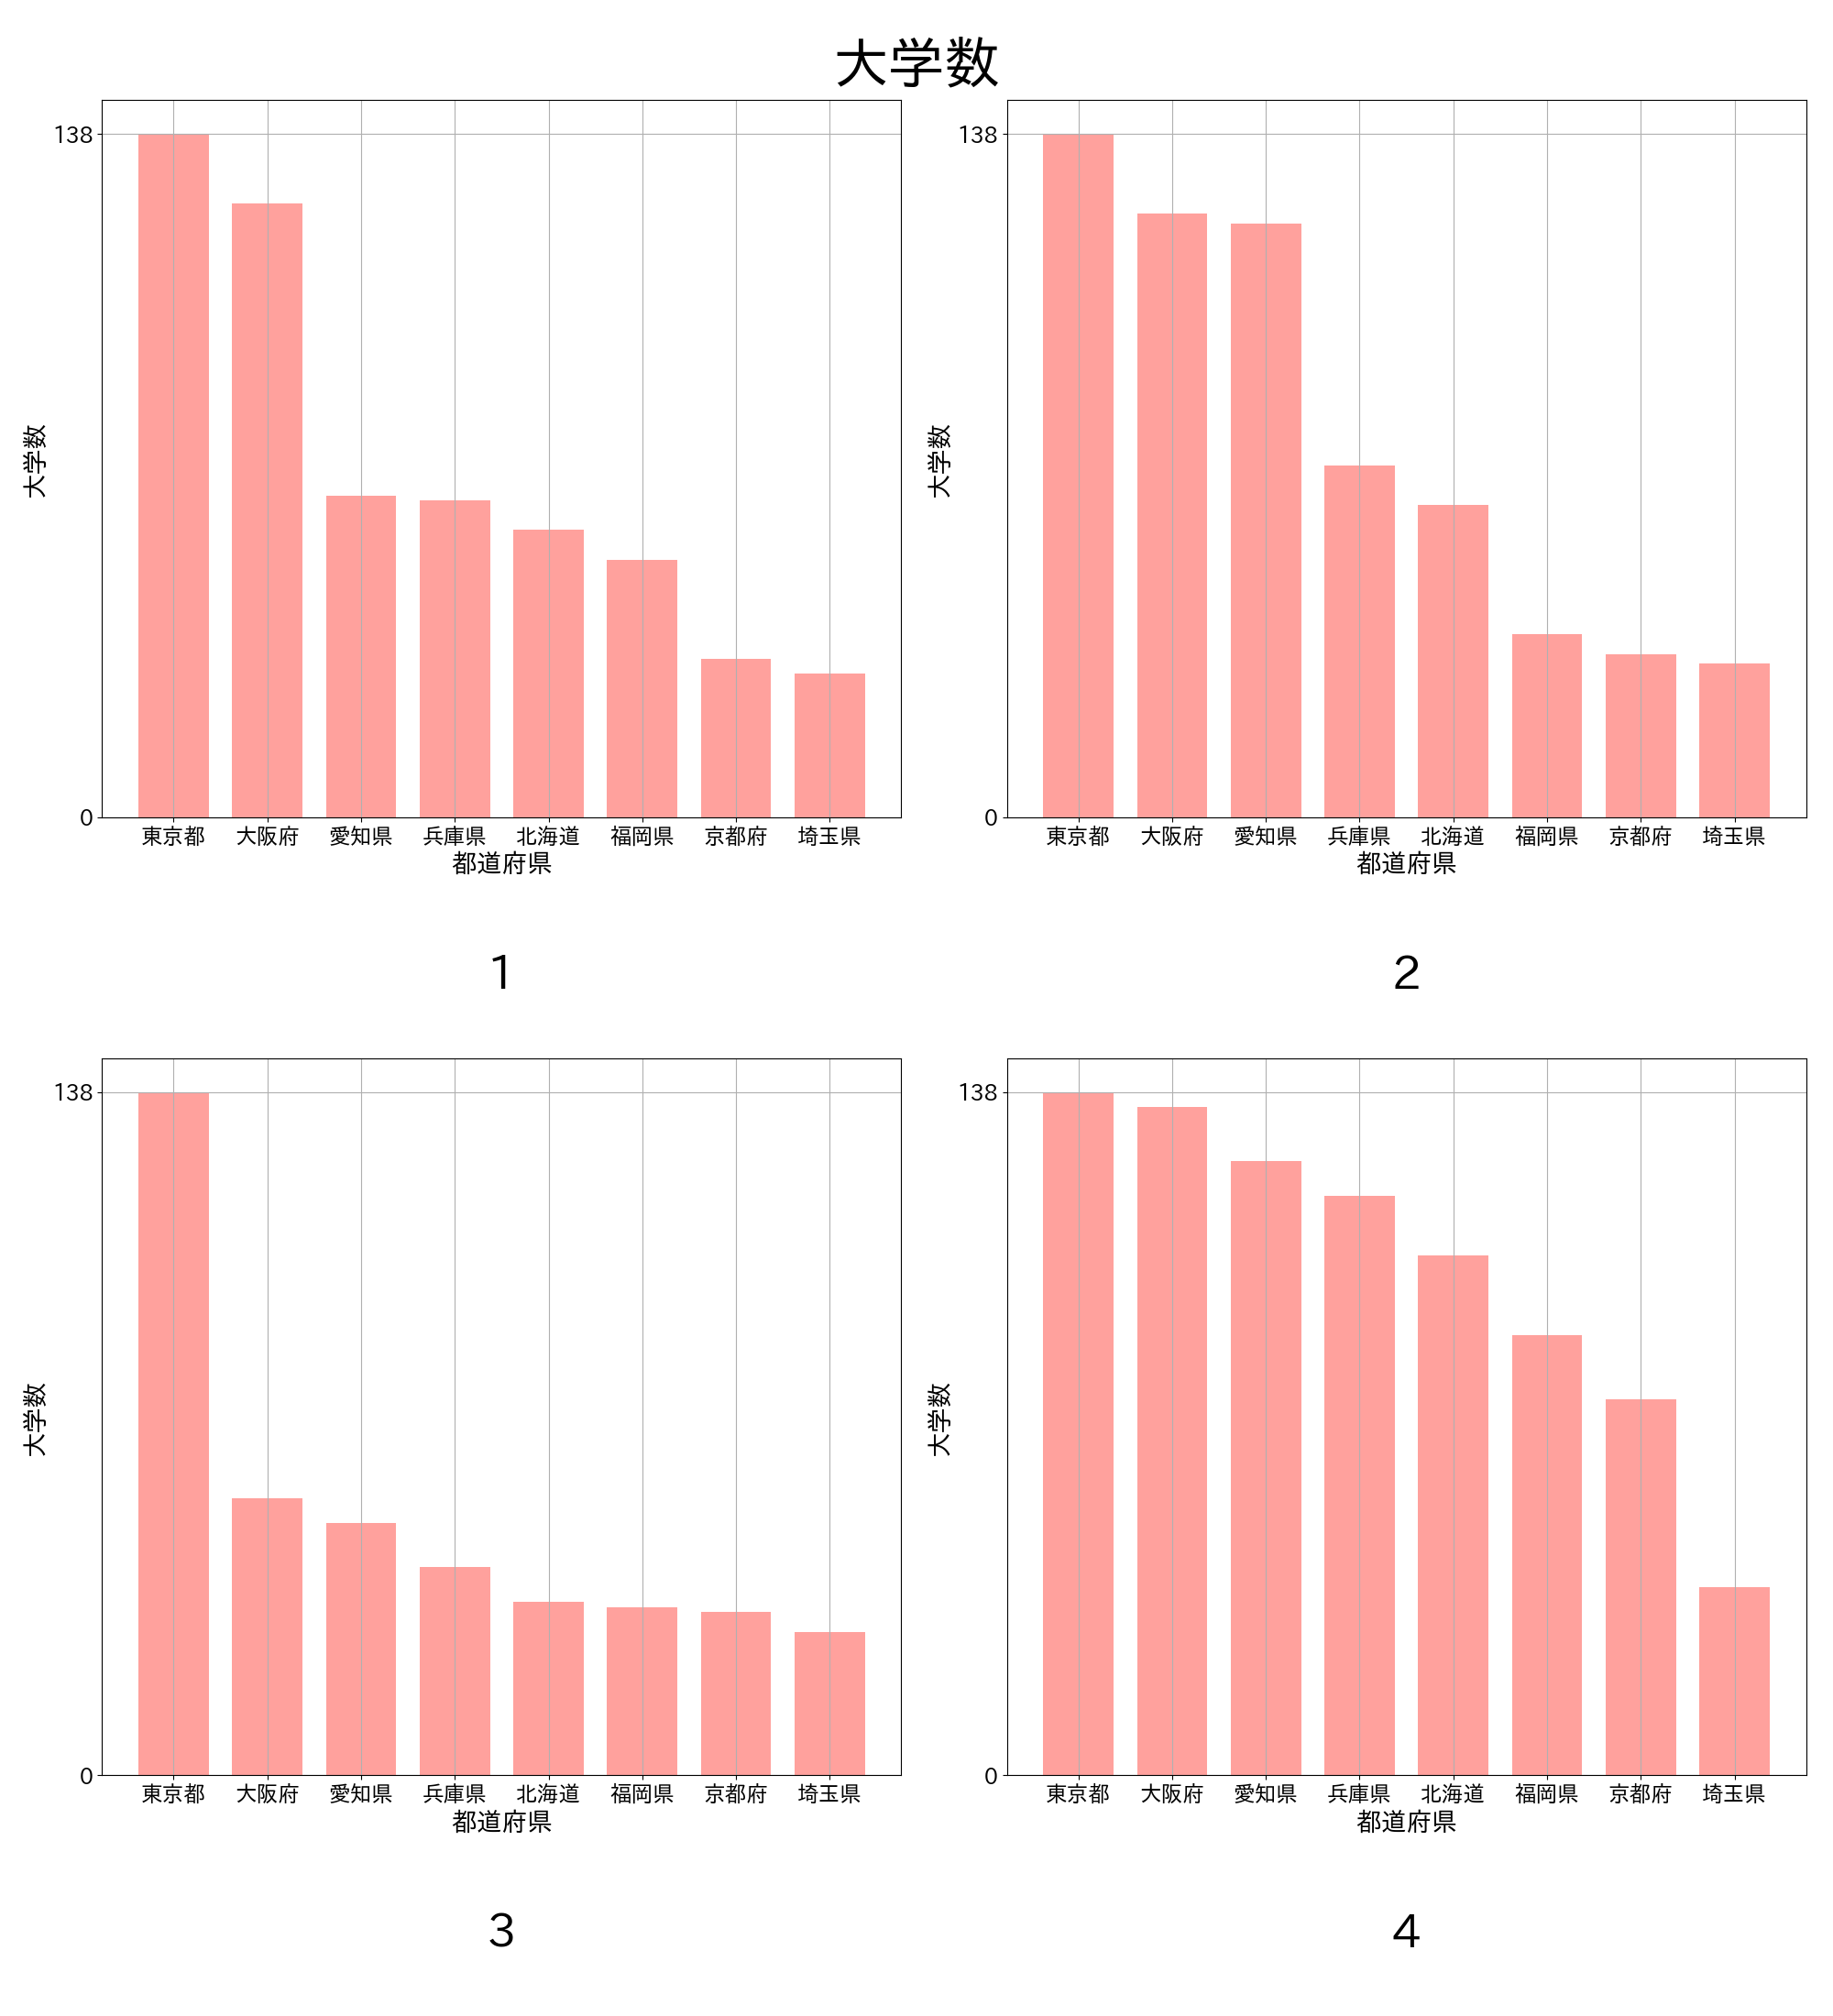 大学数
138
0
大学数
東京都 大阪府 愛知県 兵庫県 北海道 福岡県 京都府 埼玉県
都道府県
1
138
0
大学数
東京都 大阪府 愛知県 兵庫県 北海道 福岡県 京都府 埼玉県
都道府県
2
138
0
大学数
東京都 大阪府 愛知県 兵庫県 北海道 福岡県 京都府 埼玉県
都道府県
3
138
0
大学数
東京都 大阪府 愛知県 兵庫県 北海道 福岡県 京都府 埼玉県
都道府県
4